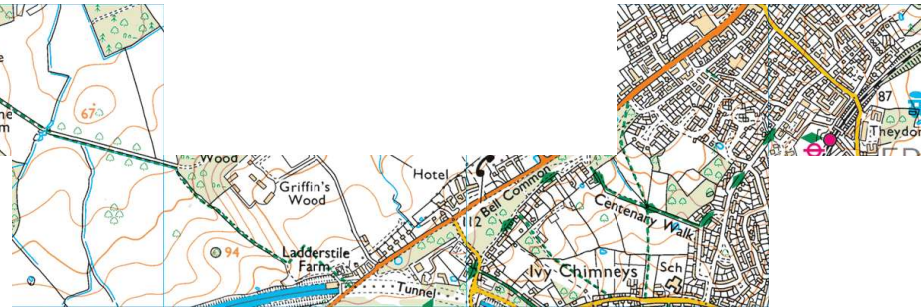 67
87
Theydon
Wood
Griffin's
Wood
Hotel
Bell Common
112
Centenary Walk
94
Ladderstile
Farm
Ivy Chimneys
Sch
Tunnel